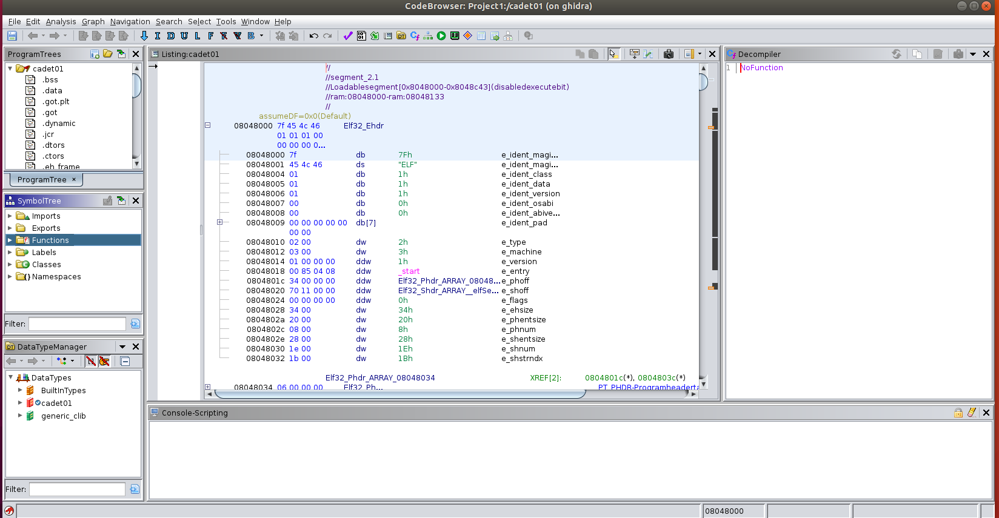 CodeBrowser: Project1:/cadet01 (on ghidra)
File Edit Analysis Graph Navigation Search Select Tools Window Help
I D U L F F V B
ProgramTrees
cadet01
.bss
.data
.got.plt
.got
.dynamic
.jcr
.dtors
.ctors
.eh_frame
ProgramTree ×
SymbolTree
Imports
Exports
Functions
Labels
Classes
Namespaces
Filter:
DataTypeManager
DataTypes
BuiltInTypes
cadet01
generic_clib
Filter:
Listing:cadet01
//
//segment_2.1
//Loadablesegment[0x8048000-0x8048c43](disabledexecutebit)
//ram:08048000-ram:08048133
//
assumeDF=0x0(Default)
08048000 7f 45 4c 46 Elf32_Ehdr
01 01 01 00
00 00 00 0...
08048000 7f db 7Fh e_ident_magi...
08048001 45 4c 46 ds "ELF" e_ident_magi...
08048004 01 db 1h e_ident_class
08048005 01 db 1h e_ident_data
08048006 01 db 1h e_ident_version
08048007 00 db 0h e_ident_osabi
08048008 00 db 0h e_ident_abive...
08048009 00 00 00 00 00 db[7] e_ident_pad
00 00
08048010 02 00 dw 2h e_type
08048012 03 00 dw 3h e_machine
08048014 01 00 00 00 ddw 1h e_version
08048018 00 85 04 08 ddw _start e_entry
0804801c 34 00 00 00 ddw Elf32_Phdr_ARRAY_08048... e_phoff
08048020 70 11 00 00 ddw Elf32_Shdr_ARRAY__elfSe... e_shoff
08048024 00 00 00 00 ddw 0h e_flags
08048028 34 00 dw 34h e_ehsize
0804802a 20 00 dw 20h e_phentsize
0804802c 08 00 dw 8h e_phnum
0804802e 28 00 dw 28h e_shentsize
08048030 1e 00 dw 1Eh e_shnum
08048032 1b 00 dw 1Bh e_shstrndx
Elf32_Phdr_ARRAY_08048034 XREF[2]: 0804801c(*), 0804803c(*)
08048034 06 00 00 00 Elf32_Ph... PT_PHDR-Programheaderta
Decompiler
1 NoFunction
Console-Scripting
08048000